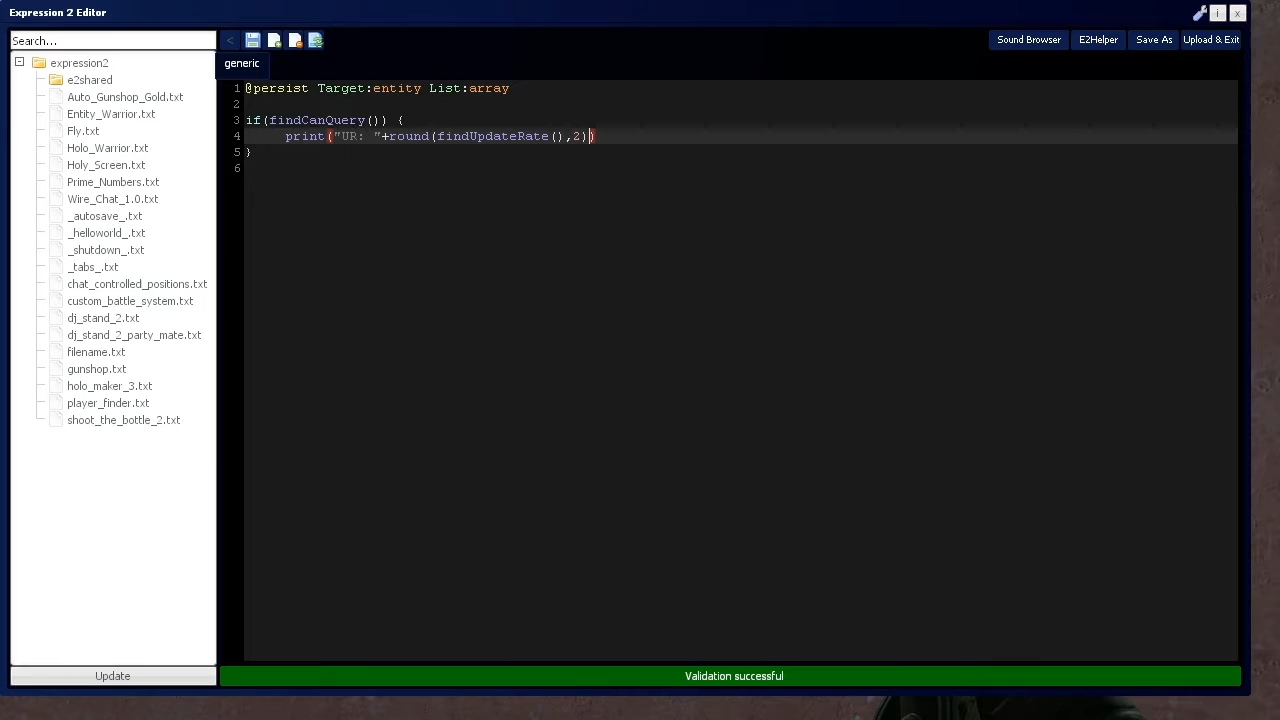 Expression 2 Editor
Search...
<
Sound Browser
E2Helper
Save As
Upload & Exit
i
x
expression2
e2shared
Auto_Gunshop_Gold.txt
Entity_Warrior.txt
Fly.txt
Holo_Warrior.txt
Holy_Screen.txt
Prime_Numbers.txt
Wire_Chat_1.0.txt
_autosave_.txt
_helloworld_.txt
_shutdown_.txt
_tabs_.txt
chat_controlled_positions.txt
custom_battle_system.txt
dj_stand_2.txt
dj_stand_2_party_mate.txt
filename.txt
gunshop.txt
holo_maker_3.txt
player_finder.txt
shoot_the_bottle_2.txt
Update
generic
1 @persist Target:entity List:array
2
3 if(findCanQuery()) {
4 print("UR: "+round(findUpdateRate(),2))
5 }
6
Validation successful